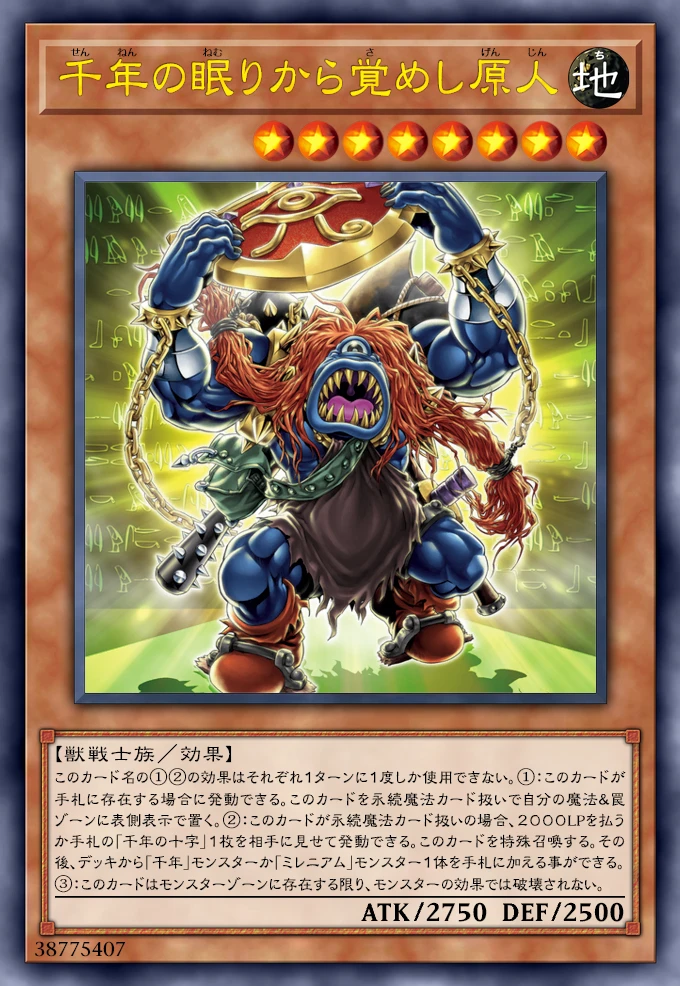 せんねんねむさげんじん
千年の眠りから覚めし原人
ち
地
【獣戦士族／効果】
このカード名の①②の効果はそれぞれ1ターンに1度しか使用できない。①：このカードが
手札に存在する場合に発動できる。このカードを永続魔法カード扱いで自分の魔法&罠
ゾーンに表側表示で置く。②：このカードが永続魔法カード扱いの場合、2000LPを払う
か手札の「千年の十字」1枚を相手に見せて発動できる。このカードを特殊召喚する。その
後、デッキから「千年」モンスターか「ミレニアム」モンスター1体を手札に加える事ができる。
③：このカードはモンスターゾーンに存在する限り、モンスターの効果では破壊されない。
ATK/2750 DEF/2500
38775407